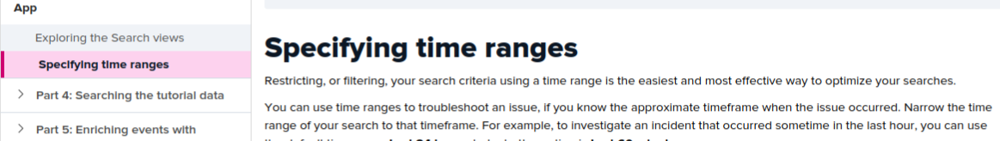 App
Exploring the Search views
Specifying time ranges
Part 4: Searching the tutorial data
Part 5: Enriching events with
Specifying time ranges
Restricting, or filtering, your search criteria using a time range is the easiest and most effective way to optimize your searches.
You can use time ranges to troubleshoot an issue, if you know the approximate timeframe when the issue occurred. Narrow the time
range of your search to that timeframe. For example, to investigate an incident that occurred sometime in the last hour, you can use